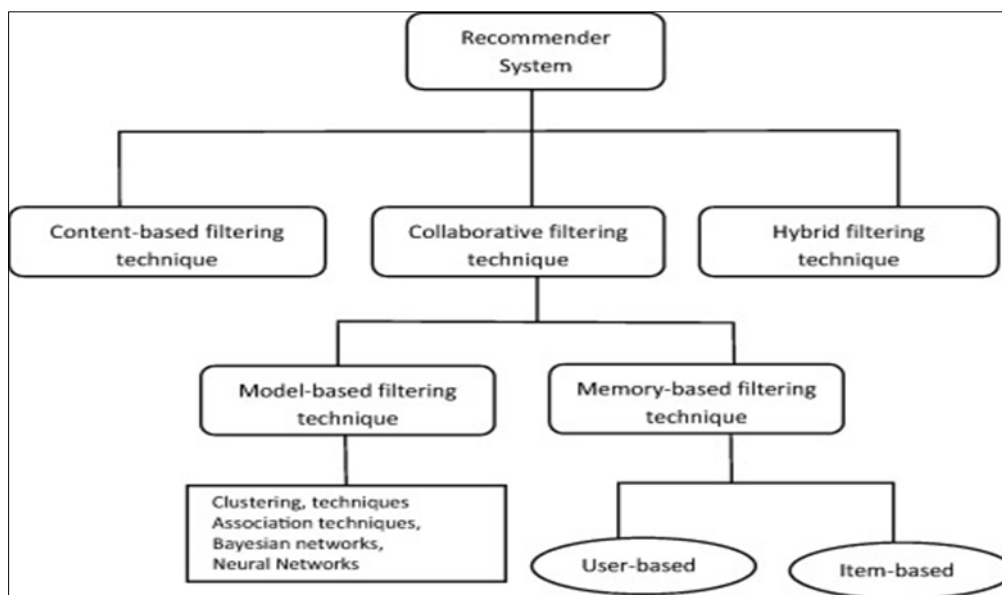 Recommender
System
Content-based filtering
technique
Collaborative filtering
technique
Hybrid filtering
technique
Model-based filtering
technique
Memory-based filtering
technique
Clustering, techniques
Association techniques,
Bayesian networks,
Neural Networks
User-based
Item-based